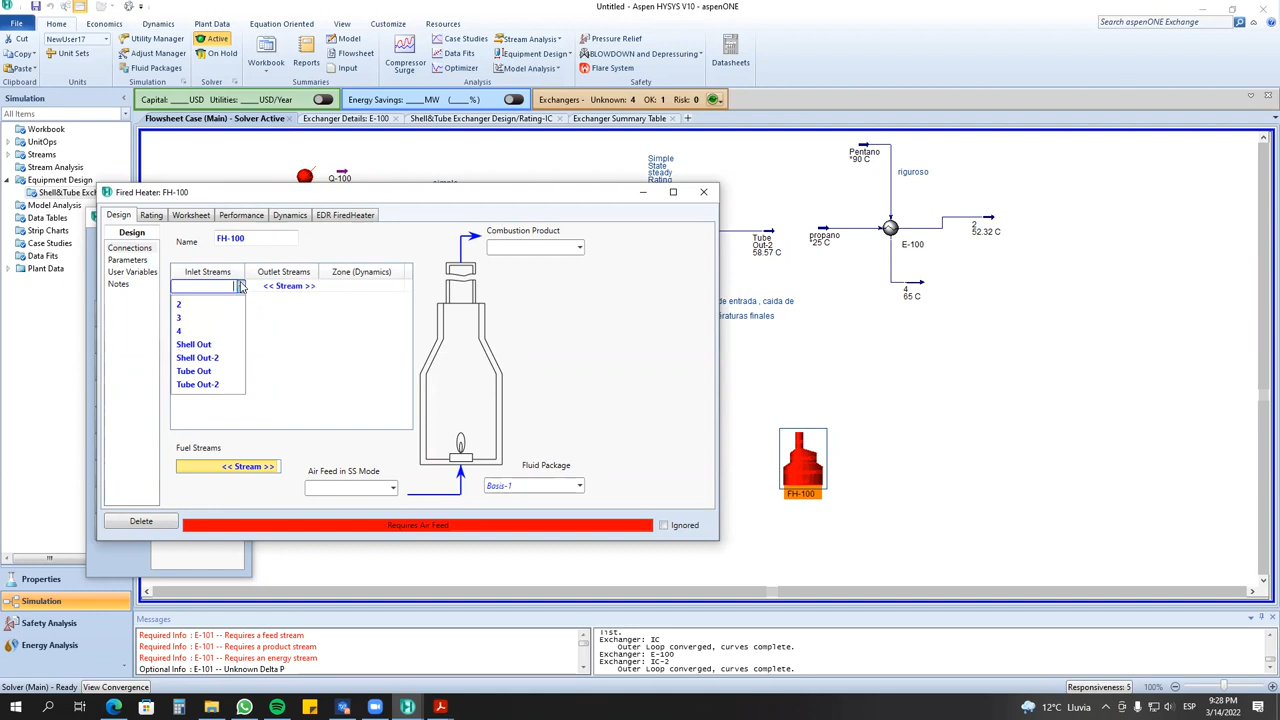 Untitled - Aspen HYSYS V10 - aspenONE
File Home Economics Dynamics Plant Data Equation Oriented View Customize Resources Search aspenONE Exchange
Cut NewUser17 Utility Manager Active Model Case Studies Stream Analysis Pressure Relief
Copy Unit Sets Adjust Manager On Hold Flowsheet Data Fits Equipment Design BLOWDOWN and Depressuring
Paste Fluid Packages Workbook Reports Input Compressor Surge Optimizer Model Analysis Flare System Datasheets
Clipboard Units Simulation Solver Summaries Analysis Safety
Simulation Capital: ____USD Utilities: ____USD/Year Energy Savings: ____MW (____%) Exchangers - Unknown: 4 OK: 1 Risk: 0
All Items Flowsheet Case (Main) - Solver Active Exchanger Details: E-100 Shell&Tube Exchanger Design/Rating-IC Exchanger Summary Table
Workbook
UnitOps
Streams
Stream Analysis
Equipment Design
Shell&Tube Exc
Model Analysis
Data Tables
Strip Charts
Case Studies
Data Fits
Plant Data
Q-100
Simple
State
steady
Rating
Pentano
*90 C
riguroso
propano
*25 C
E-100
2
52.32 C
4
65 C
Tube
Out-2
58.57 C
de entrada , caida de
Fired Heater: FH-100
Design Rating Worksheet Performance Dynamics EDR FiredHeater
Design
Connections
Parameters
User Variables
Notes
Name FH-100
Combustion Product
Inlet Streams Outlet Streams Zone (Dynamics)
<< Stream >>
2
3
4
Shell Out
Shell Out-2
Tube Out
Tube Out-2
Fuel Streams
<< Stream >>
Air Feed in SS Mode
Fluid Package
Basis-1
Delete Requires Air Feed Ignored
FH-100
Properties
Simulation
Safety Analysis
Energy Analysis
Messages
Required Info : E-101 -- Requires a feed stream
Required Info : E-101 -- Requires a product stream
Required Info : E-101 -- Requires an energy stream
Optional Info : E-101 -- Unknown Delta P
list.
Exchanger: IC
Outer Loop converged, curves complete.
Exchanger: E-100
Exchanger: IC-2
Outer Loop converged, curves complete.
Solver (Main) - Ready View Convergence Responsiveness: 5 100%
12°C Lluvia ESP 9:28 PM
3/14/2022